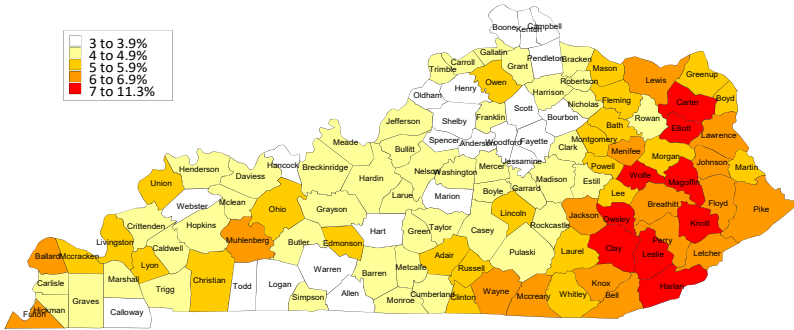 3 to 3.9%
4 to 4.9%
5 to 5.9%
6 to 6.9%
7 to 11.3%
Boone
Kenton
Campbell
Gallatin
Carroll
Trimble
Grant
Pendleton
Bracken
Mason
Lewis
Greenup
Boyd
Carter
Owen
Robertson
Henry
Oldham
Harrison
Nicholas
Fleming
Rowan
Elliott
Lawrence
Scott
Bourbon
Jefferson
Shelby
Franklin
Bath
Spencer
Anderson
Woodford
Fayette
Montgomery
Menifee
Morgan
Johnson
Martin
Meade
Bullitt
Clark
Hancock
Breckinridge
Henderson
Daviess
Hardin
Nelson
Washington
Mercer
Jessamine
Madison
Estill
Powell
Wolfe
Magoffin
Floyd
Pike
Union
Webster
Mclean
Ohio
Grayson
Larue
Marion
Boyle
Garrard
Lee
Breathitt
Knott
Crittenden
Hopkins
Muhlenberg
Butler
Edmonson
Hart
Green
Taylor
Casey
Lincoln
Rockcastle
Jackson
Owsley
Perry
Leslie
Letcher
Livingston
Caldwell
Ballard
Mccracken
Lyon
Christian
Todd
Logan
Warren
Barren
Metcalfe
Adair
Russell
Pulaski
Laurel
Clay
Knox
Harlan
Bell
Carlisle
Marshall
Trigg
Graves
Calloway
Hickman
Fulton
Simpson
Allen
Monroe
Cumberland
Clinton
Wayne
Mccreary
Whitley